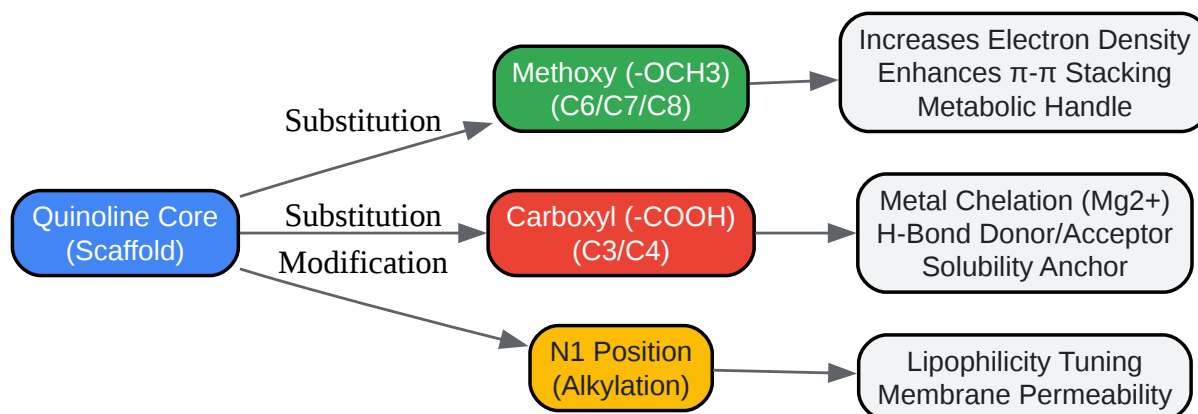 Quinoline Core
(Scaffold)
Substitution
Substitution
Modification
Methoxy (-OCH3)
(C6/C7/C8)
Carboxyl (-COOH)
(C3/C4)
N1 Position
(Alkylation)
Increases Electron Density
Enhances π-π Stacking
Metabolic Handle
Metal Chelation (Mg2+)
H-Bond Donor/Acceptor
Solubility Anchor
Lipophilicity Tuning
Membrane Permeability